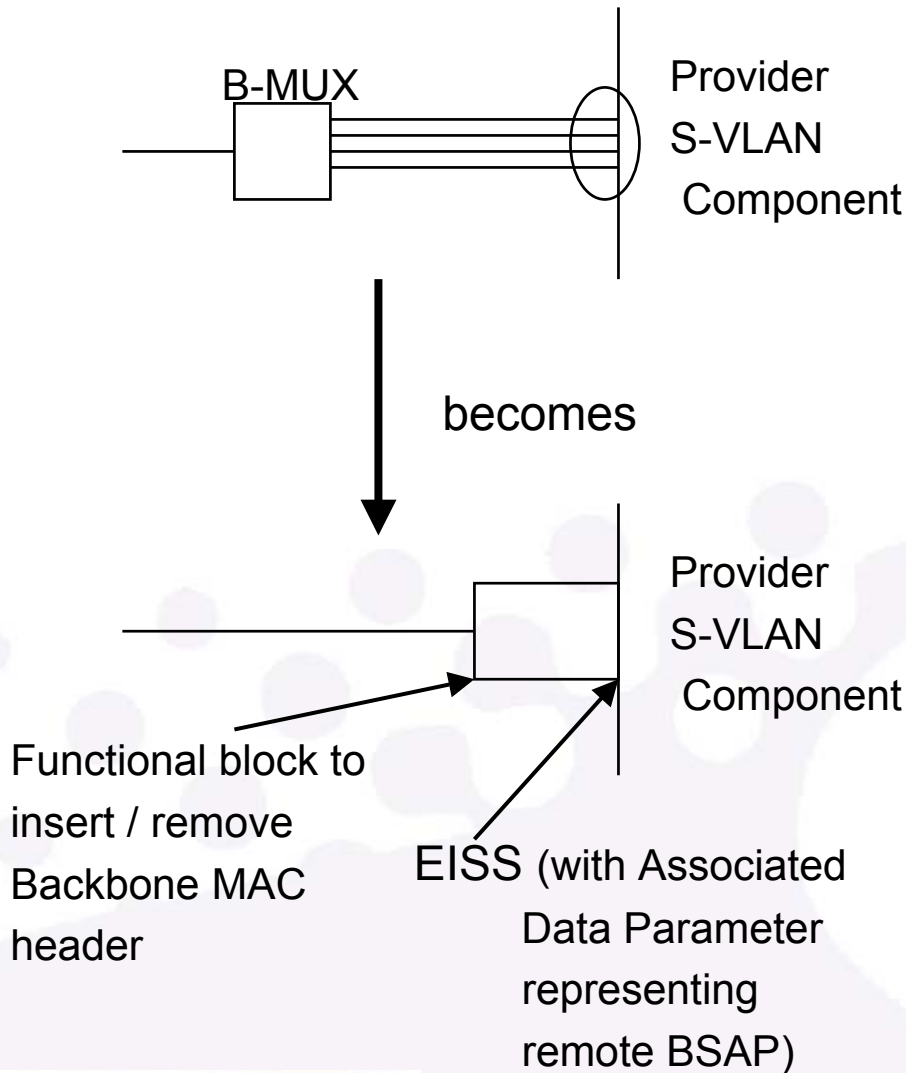 B-MUX
Provider
S-VLAN
Component
becomes
Provider
S-VLAN
Component
Functional block to
insert / remove
Backbone MAC
header
EISS (with Associated
Data Parameter
representing
remote BSAP)